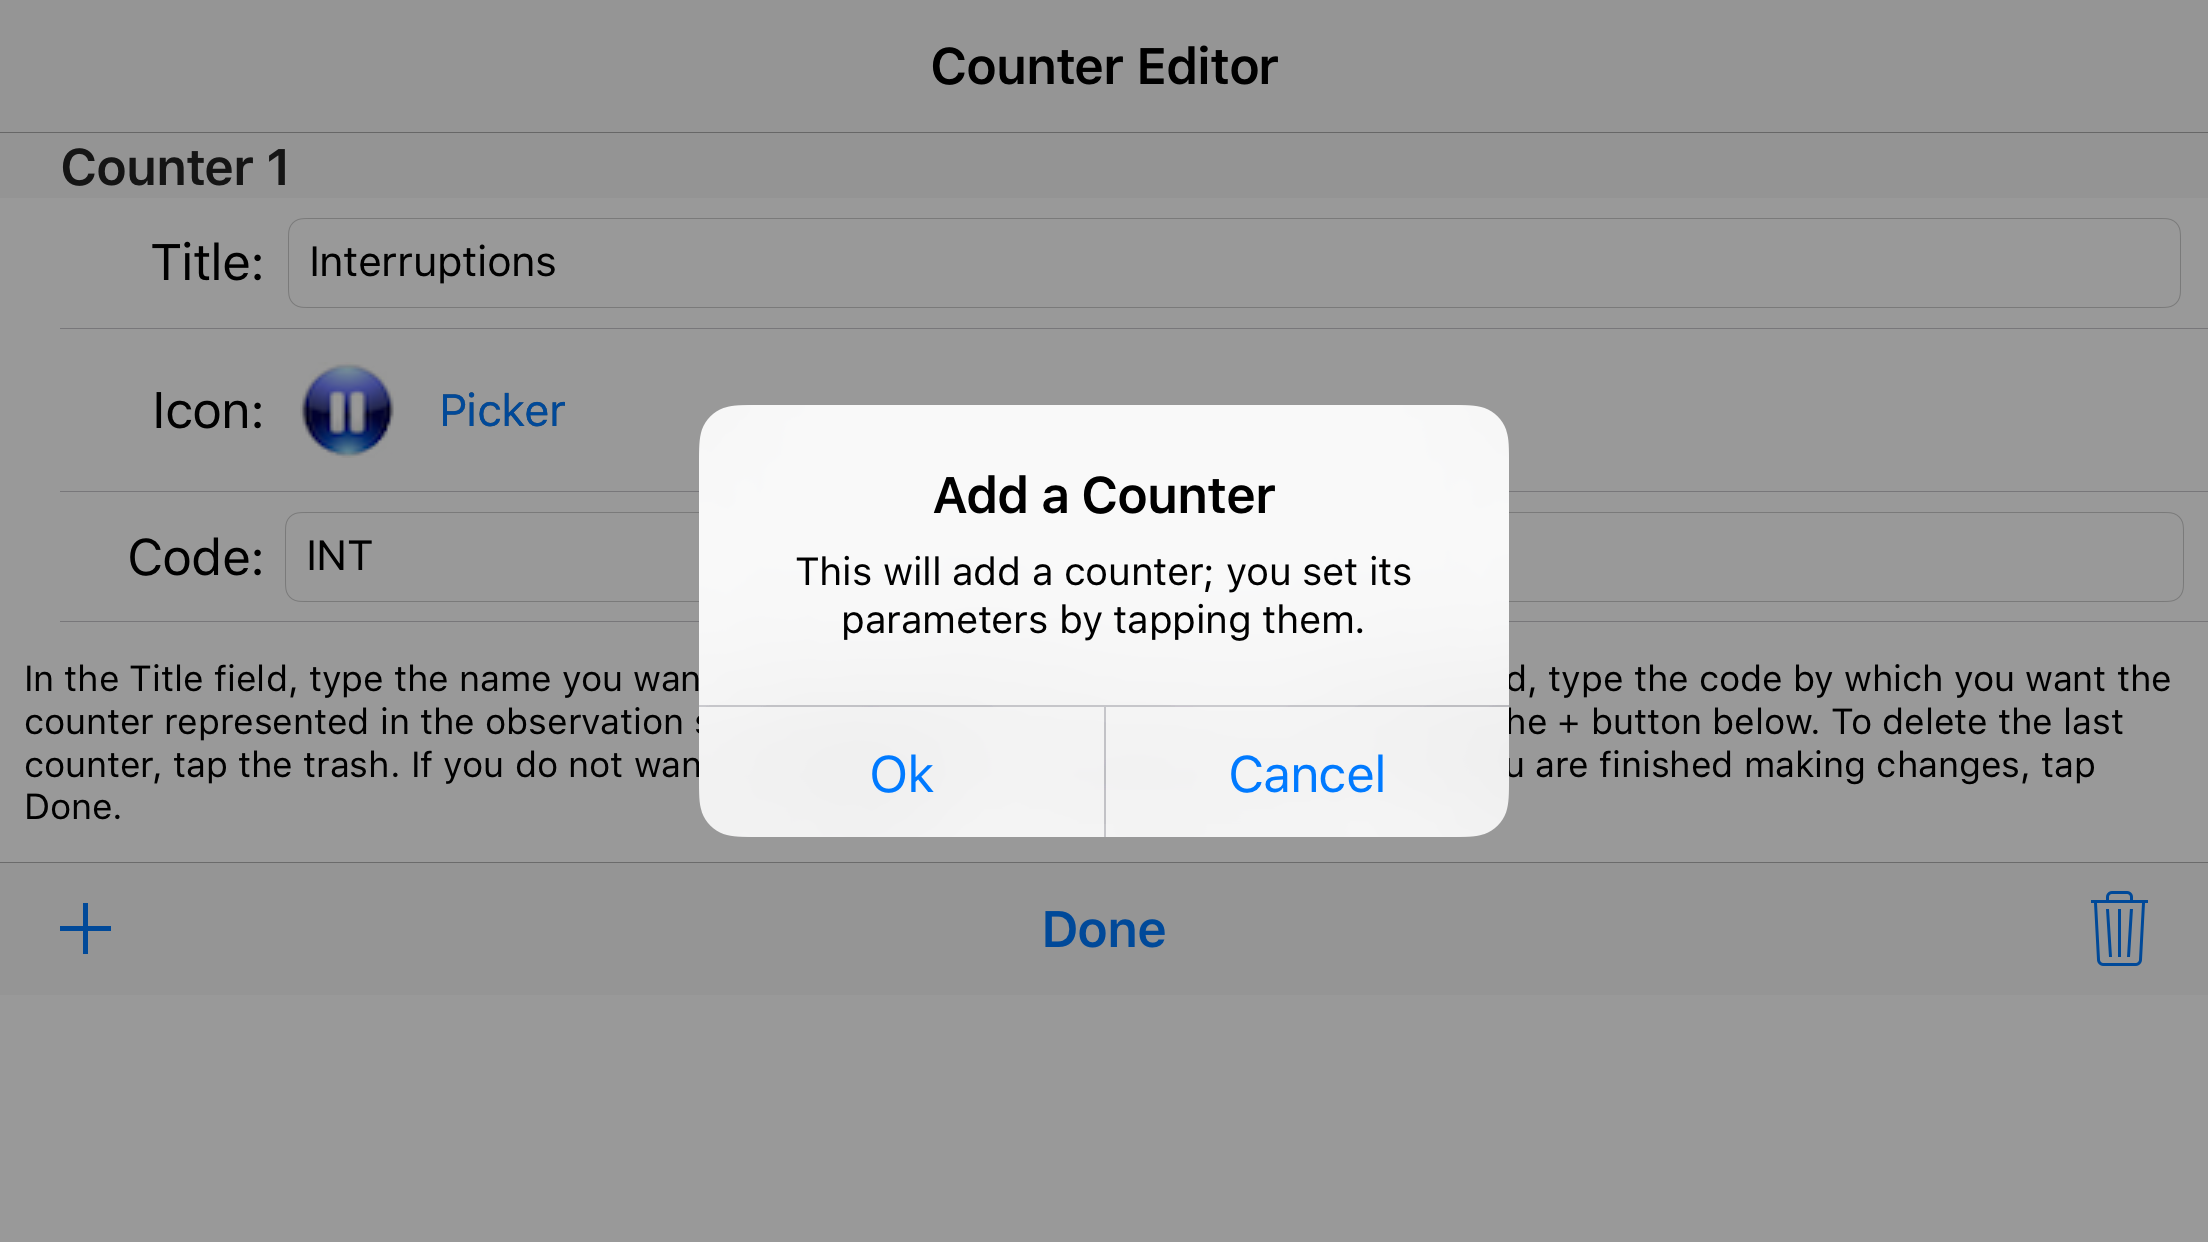 Counter Editor
Counter 1
Title: Interruptions
Icon: Picker
Code: INT
Add a Counter
This will add a counter; you set its
parameters by tapping them.
Ok Cancel
In the Title field, type the name you type the code by which you want the
counter represented in the observation + button below. To delete the last
counter, tap the trash. If you do not are finished making changes, tap
Done.
Done